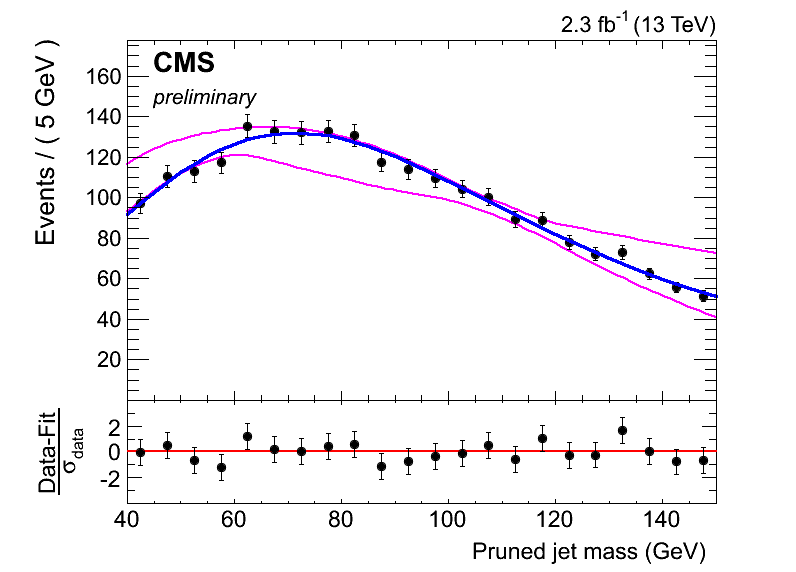 2.3 fb⁻¹ (13 TeV)
CMS
preliminary
Events / ( 5 GeV )
160
140
120
100
80
60
40
20
Data-Fit
σdata
2
0
-2
40 60 80 100 120 140
Pruned jet mass (GeV)